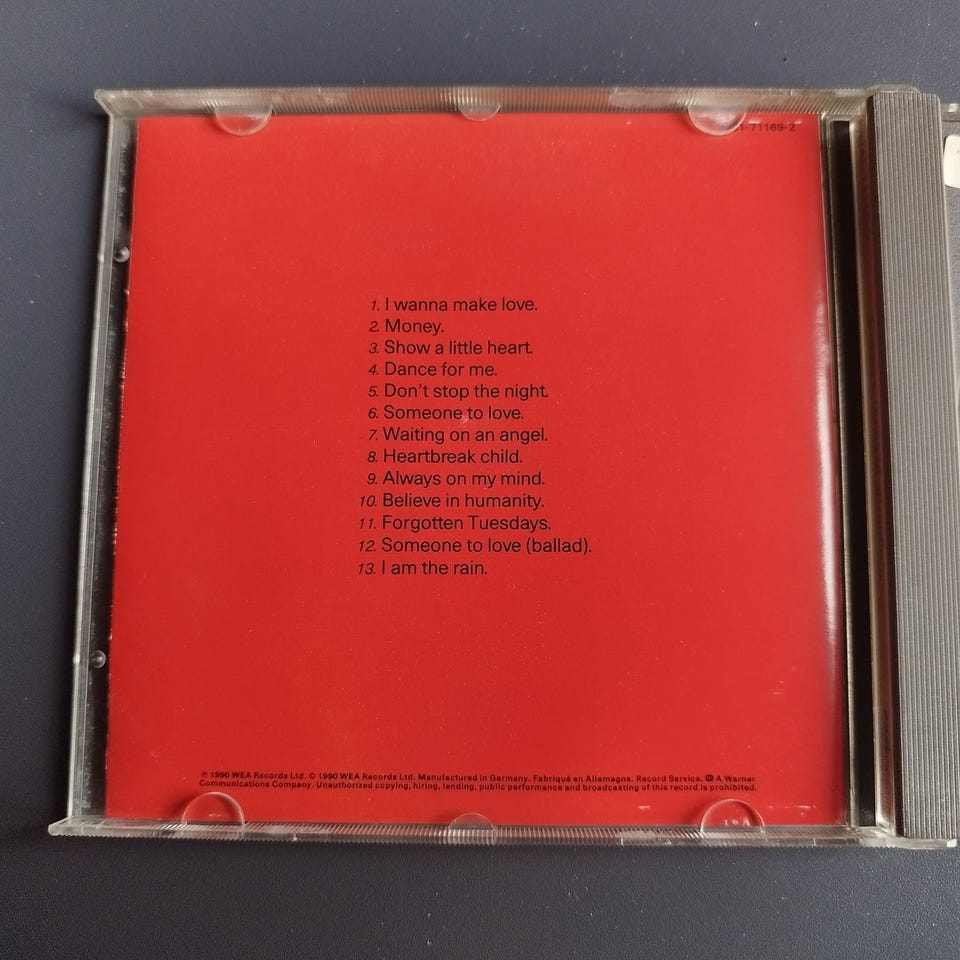 71169-2
1. I wanna make love.
2. Money.
3. Show a little heart.
4. Dance for me.
5. Don't stop the night.
6. Someone to love.
7. Waiting on an angel.
8. Heartbreak child.
9. Always on my mind.
10. Believe in humanity.
11. Forgotten Tuesdays.
12. Someone to love (ballad).
13. I am the rain.
℗ 1990 WEA Records Ltd. © 1990 WEA Records Ltd. Manufactured in Germany. Fabriqué en Allemagne. Record Service. A Warner
Communications Company. Unauthorized copying, hiring, lending, public performance and broadcasting of this record is prohibited.